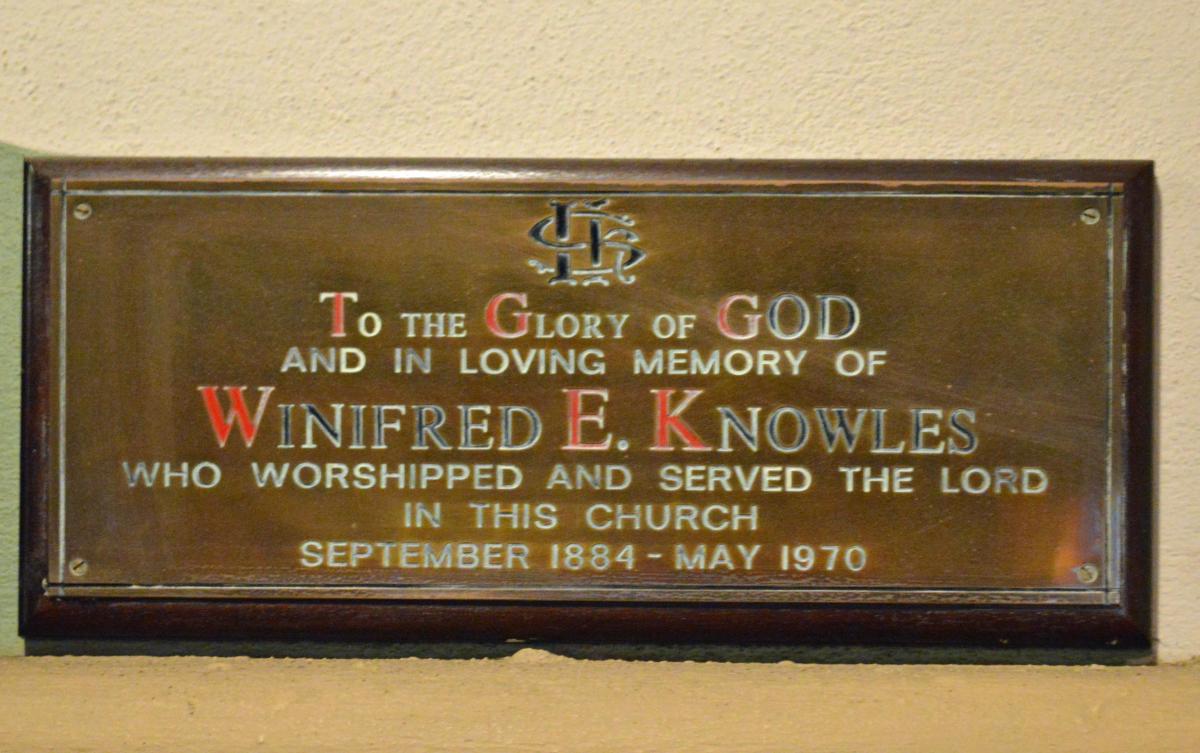 IHS
To the Glory of GOD
AND IN LOVING MEMORY OF
WINIFRED E. KNOWLES
WHO WORSHIPPED AND SERVED THE LORD
IN THIS CHURCH
SEPTEMBER 1884 - MAY 1970